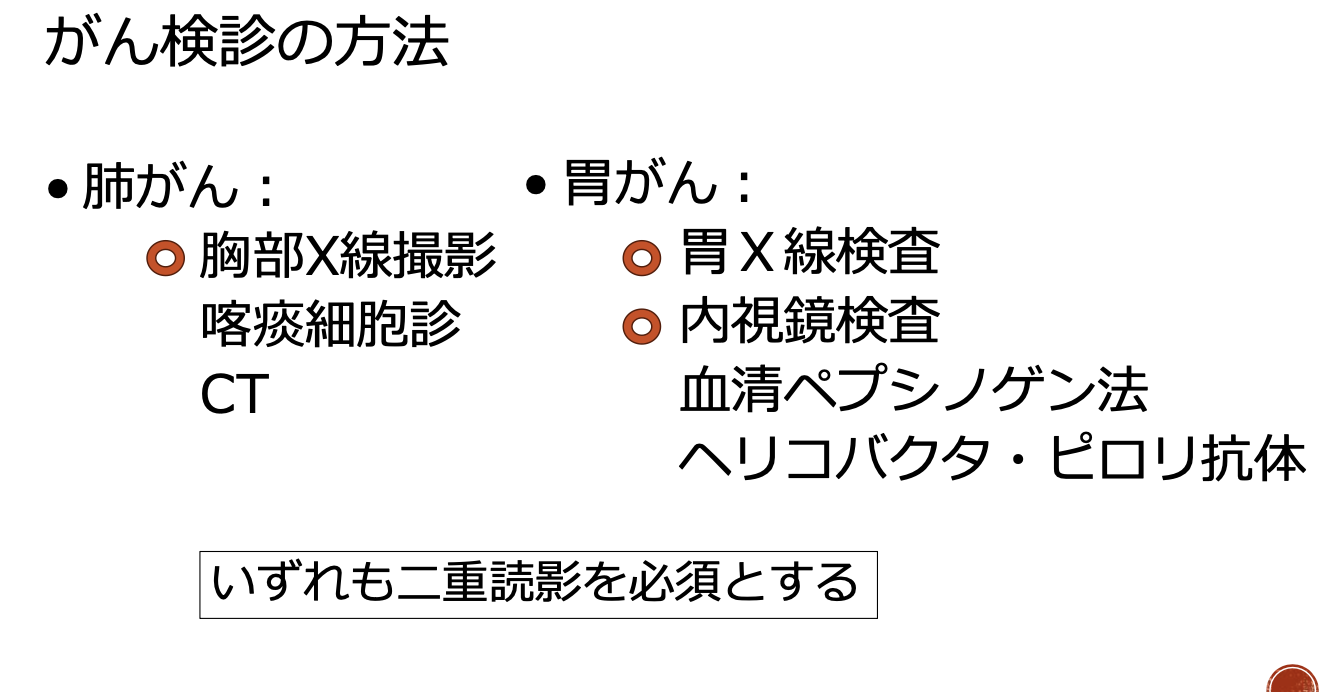 がん検診の方法
• 肺がん：
胸部X線撮影
喀痰細胞診
CT
• 胃がん：
胃Ｘ線検査
内視鏡検査
血清ペプシノゲン法
ヘリコバクタ・ピロリ抗体
いずれも二重読影を必須とする